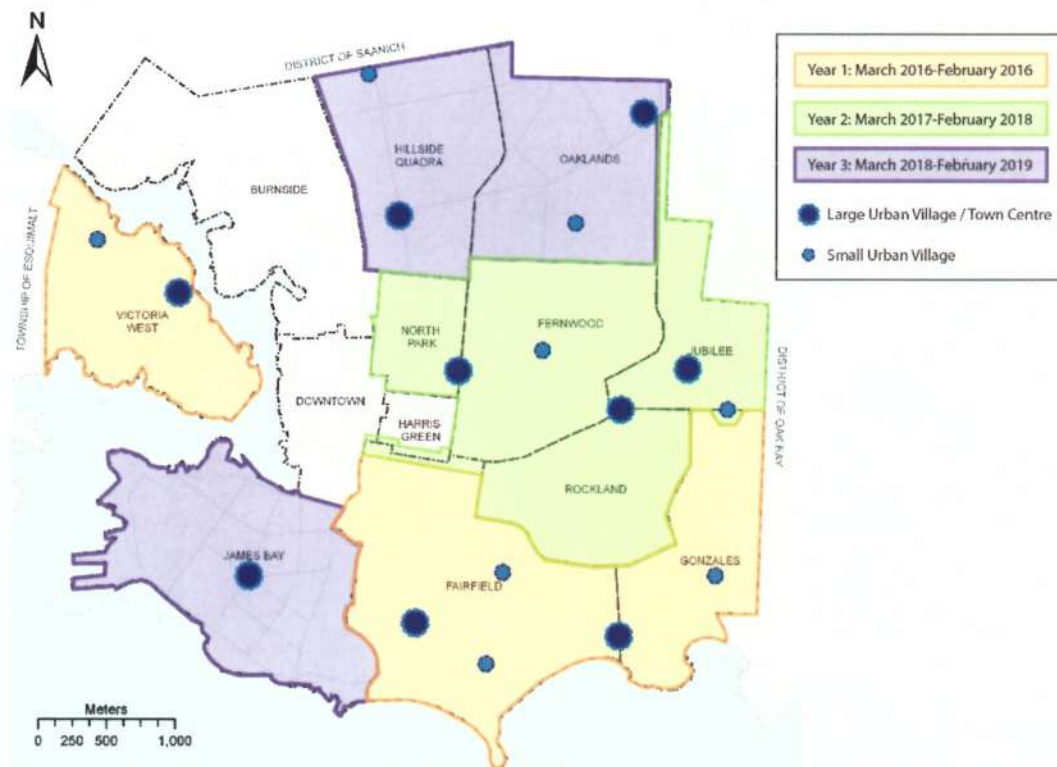 N
DISTRICT OF SAANICH
Year 1: March 2016-February 2016
Year 2: March 2017-February 2018
Year 3: March 2018-February 2019
Large Urban Village / Town Centre
Small Urban Village
HILLSIDE
QUADRA
OAKLANDS
BURNSIDE
TOWNSHIP OF ESQUIMALT
VICTORIA
WEST
NORTH
PARK
FERNWOOD
JUBILEE
DISTRICT OF OAK BAY
DOWNTOWN
HARRIS
GREEN
ROCKLAND
JAMES BAY
FAIRFIELD
GONZALES
Meters
0 250 500 1,000